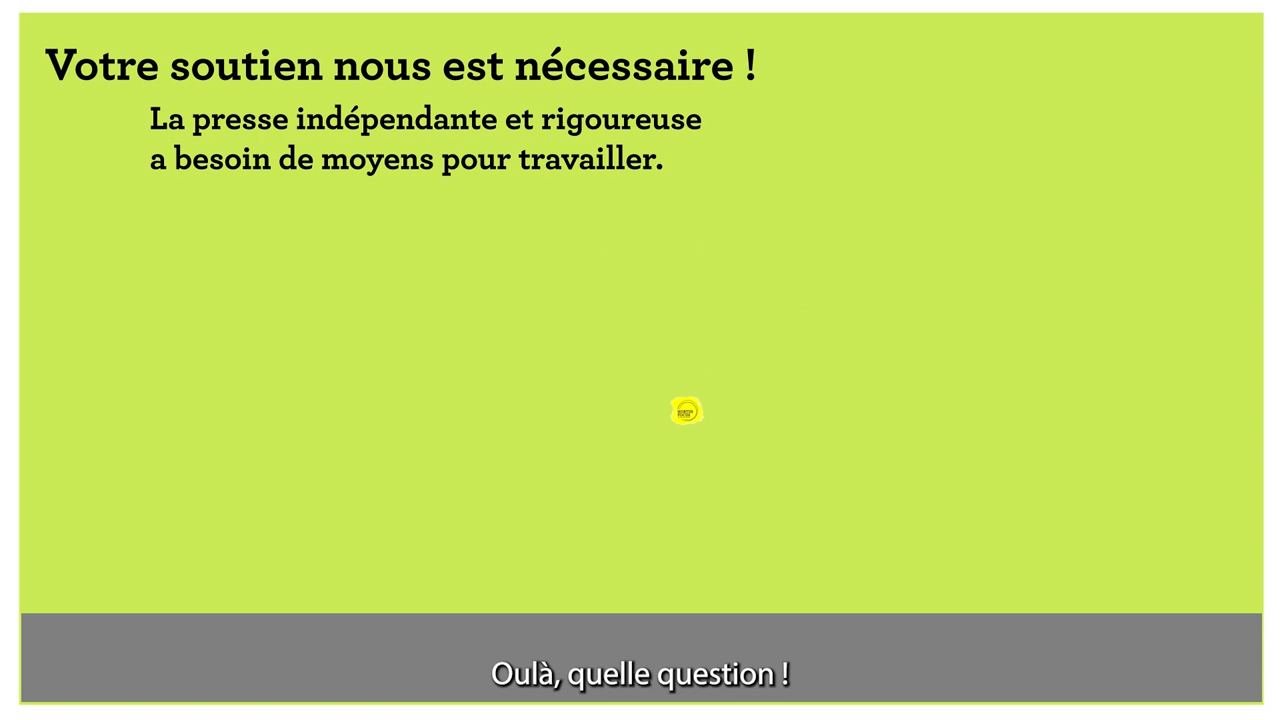 Votre soutien nous est nécessaire !
La presse indépendante et rigoureuse
a besoin de moyens pour travailler.
Oulà, quelle question !